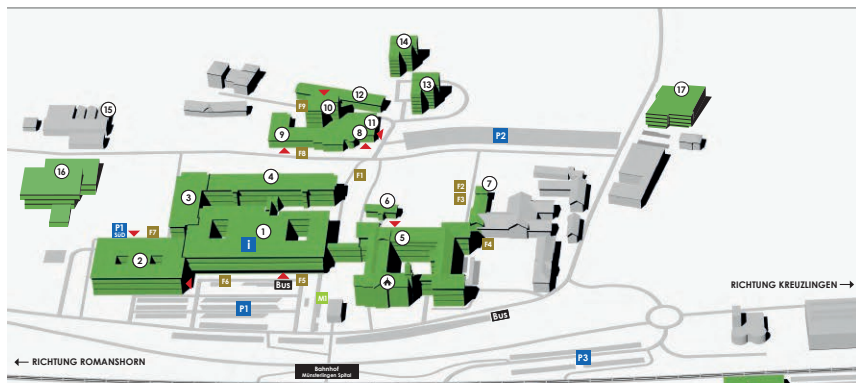 14
13
17
12
F9
10
11
15
9
8
P2
F8
16
4
F1
3
6
F2
7
F3
P1
SÜD
F7
1
5
i
F4
2
F6
Bus
F5
MI
P1
Bus
RICHTUNG KREUZLINGEN
RICHTUNG ROMANSHORN
Bahnhof
Münsterlingen Spital
P3